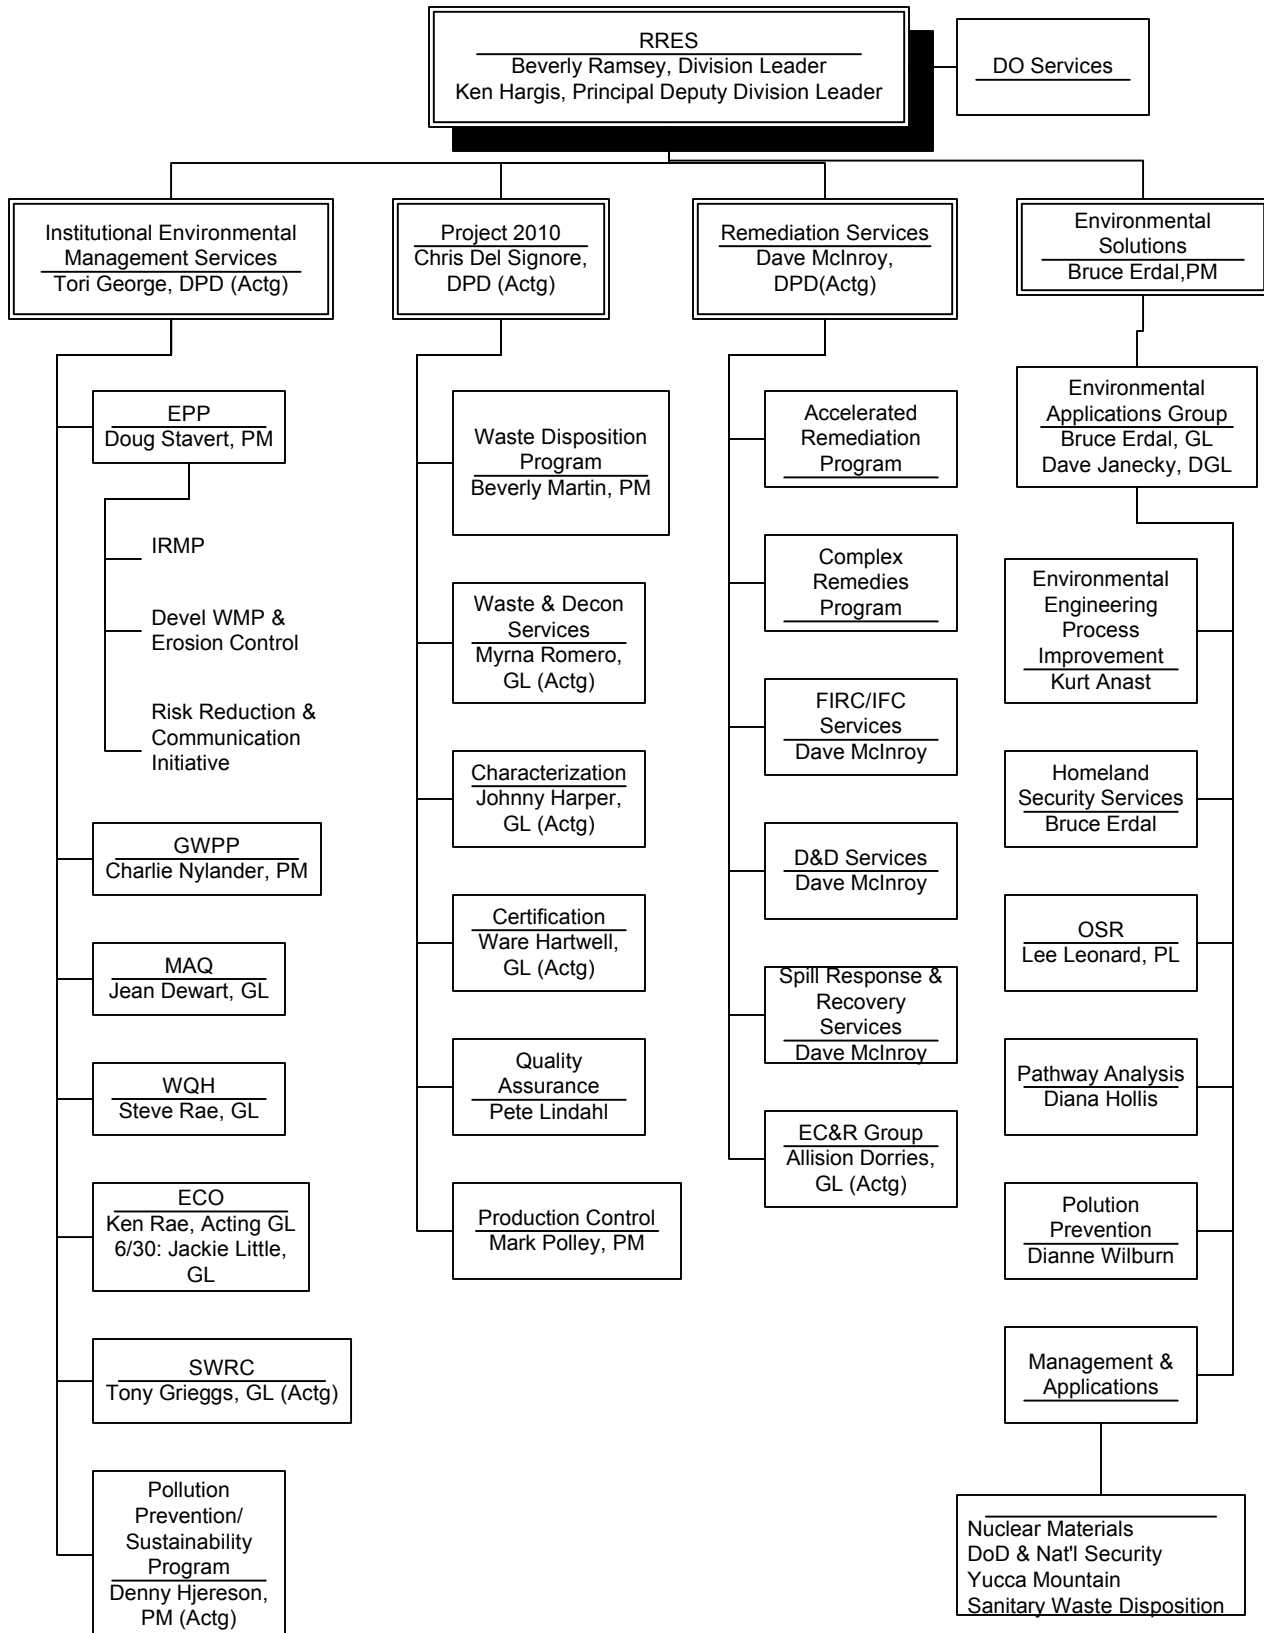 RRES
Beverly Ramsey, Division Leader
Ken Hargis, Principal Deputy Division Leader
DO Services
Institutional Environmental
Management Services
Tori George, DPD (Actg)
Project 2010
Chris Del Signore,
DPD (Actg)
Remediation Services
Dave McInroy,
DPD(Actg)
Environmental
Solutions
Bruce Erdal,PM
EPP
Doug Stavert, PM
IRMP
Devel WMP &
Erosion Control
Risk Reduction &
Communication
Initiative
GWPP
Charlie Nylander, PM
MAQ
Jean Dewart, GL
WQH
Steve Rae, GL
ECO
Ken Rae, Acting GL
6/30: Jackie Little,
GL
SWRC
Tony Grieggs, GL (Actg)
Pollution
Prevention/
Sustainability
Program
Denny Hjereson,
PM (Actg)
Waste Disposition
Program
Beverly Martin, PM
Waste & Decon
Services
Myrna Romero,
GL (Actg)
Characterization
Johnny Harper,
GL (Actg)
Certification
Ware Hartwell,
GL (Actg)
Quality
Assurance
Pete Lindahl
Production Control
Mark Polley, PM
Accelerated
Remediation
Program
Complex
Remedies
Program
FIRC/IFC
Services
Dave McInroy
D&D Services
Dave McInroy
Spill Response &
Recovery
Services
Dave McInroy
EC&R Group
Allision Dorries,
GL (Actg)
Environmental
Applications Group
Bruce Erdal, GL
Dave Janecky, DGL
Environmental
Engineering
Process
Improvement
Kurt Anast
Homeland
Security Services
Bruce Erdal
OSR
Lee Leonard, PL
Pathway Analysis
Diana Hollis
Polution
Prevention
Dianne Wilburn
Management &
Applications
Nuclear Materials
DoD & Nat'l Security
Yucca Mountain
Sanitary Waste Disposition